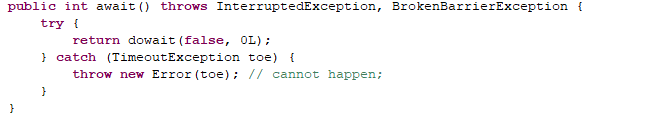 public int await() throws InterruptedException, BrokenBarrierException {
    try {
        return dowait(false, 0L);
    } catch (TimeoutException toe) {
        throw new Error(toe); // cannot happen;
    }
}